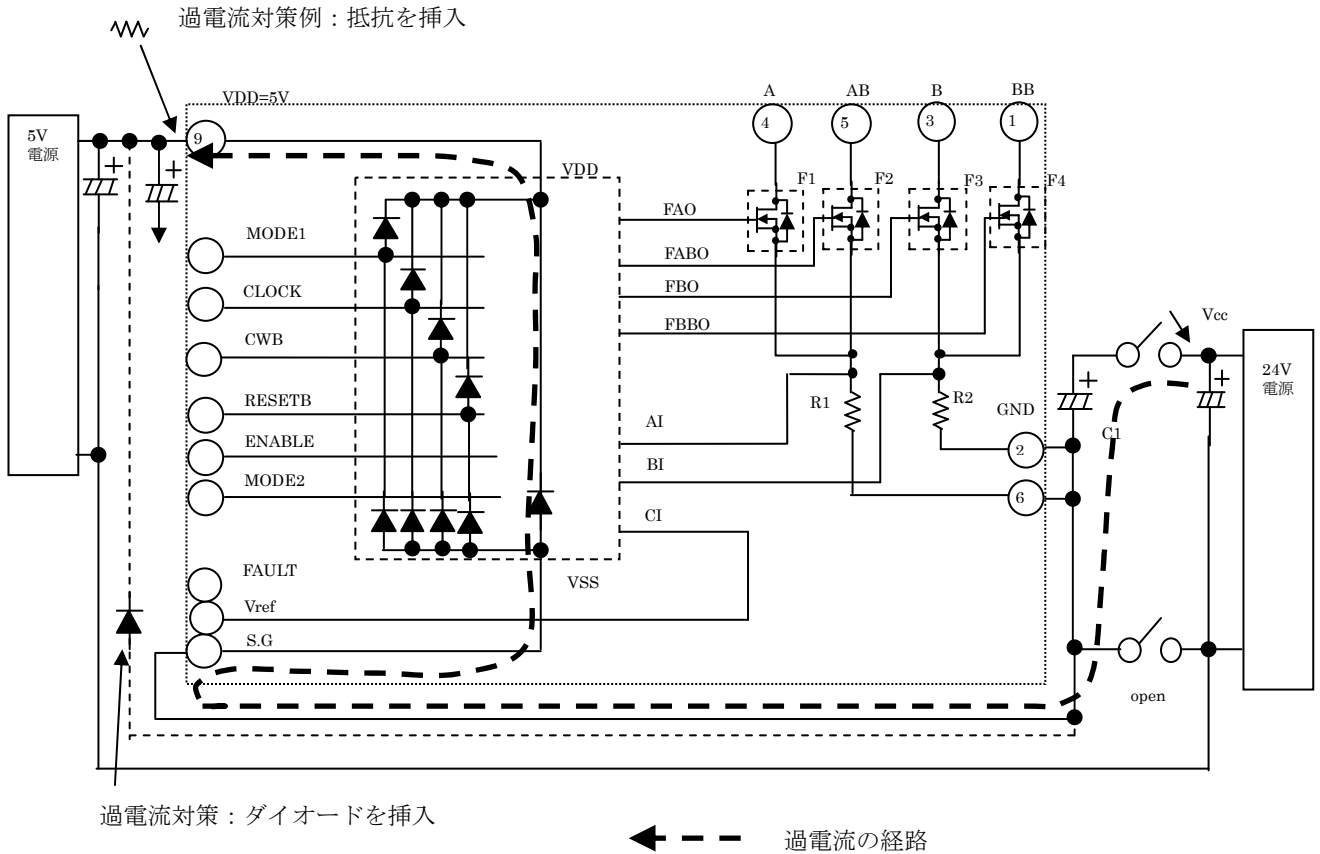 過電流対策例：抵抗を挿入
VDD=5V
A
AB
B
BB
9
4
5
3
1
5V
電源
+
+
VDD
F1
F2
F3
F4
FAO
MODE1
FABO
CLOCK
FBO
FBBO
Vcc
CWB
24V
電源
+
+
RESETB
R1
R2
GND
AI
C1
ENABLE
2
BI
MODE2
6
CI
FAULT
VSS
Vref
S.G
open
過電流対策：ダイオードを挿入
過電流の経路